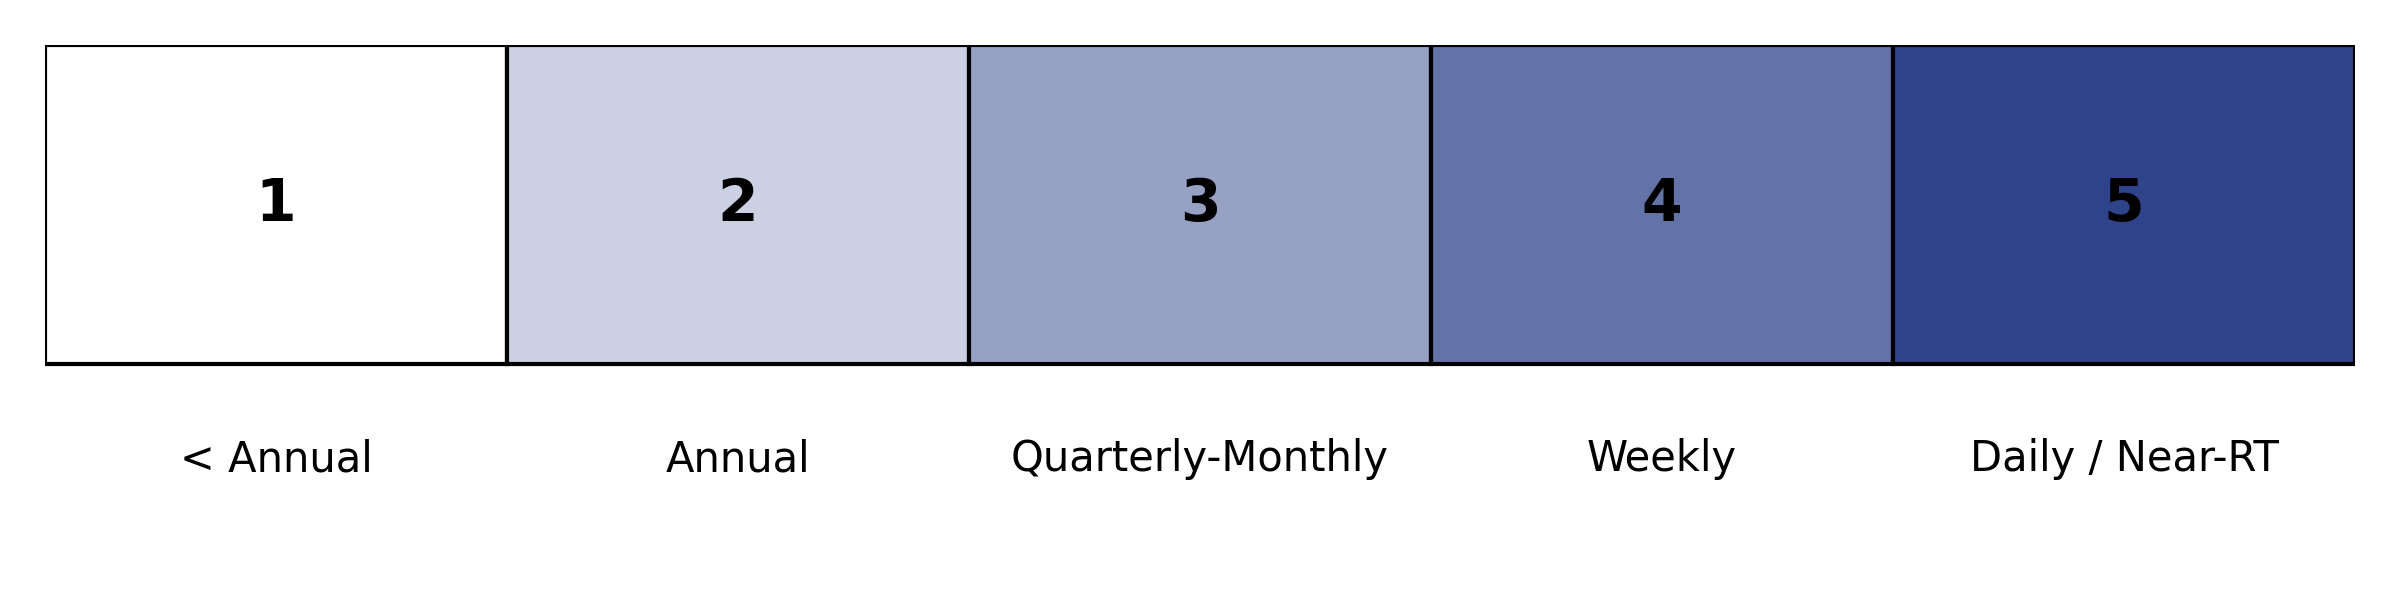 1 2 3 4 5
< Annual Annual Quarterly-Monthly Weekly Daily / Near-RT